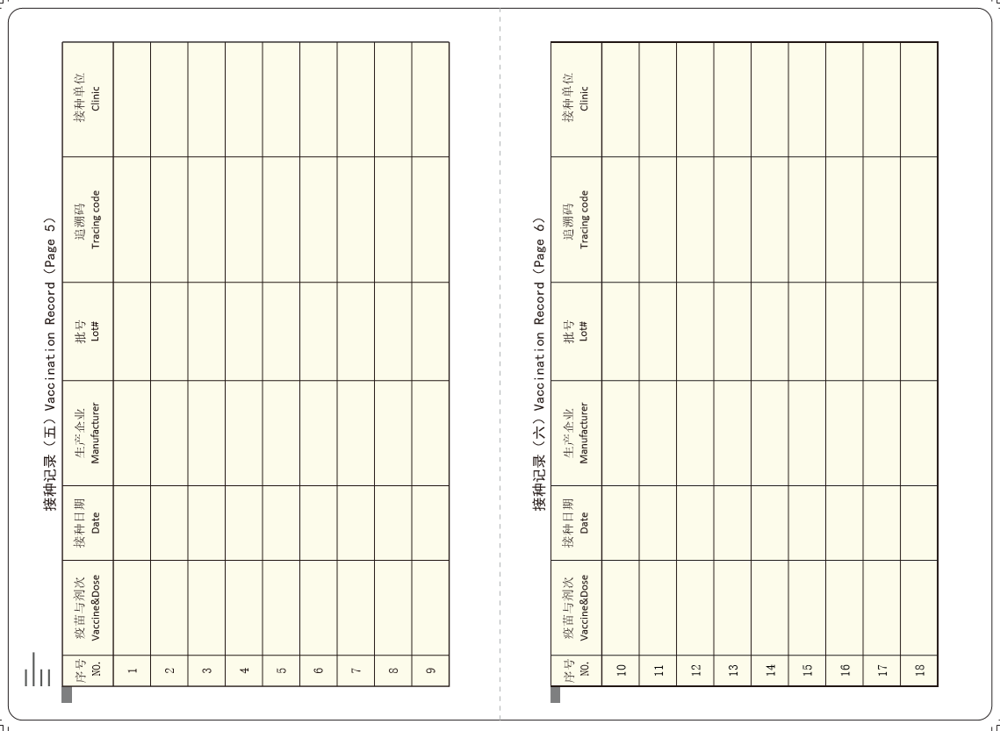 接种记录（五）Vaccination Record (Page 5)
序号
NO.
疫苗与剂次
Vaccine&Dose
接种日期
Date
生产企业
Manufacturer
批号
Lot#
追溯码
Tracing code
接种单位
Clinic
1
2
3
4
5
6
7
8
9
接种记录（六）Vaccination Record (Page 6)
序号
NO.
疫苗与剂次
Vaccine&Dose
接种日期
Date
生产企业
Manufacturer
批号
Lot#
追溯码
Tracing code
接种单位
Clinic
10
11
12
13
14
15
16
17
18